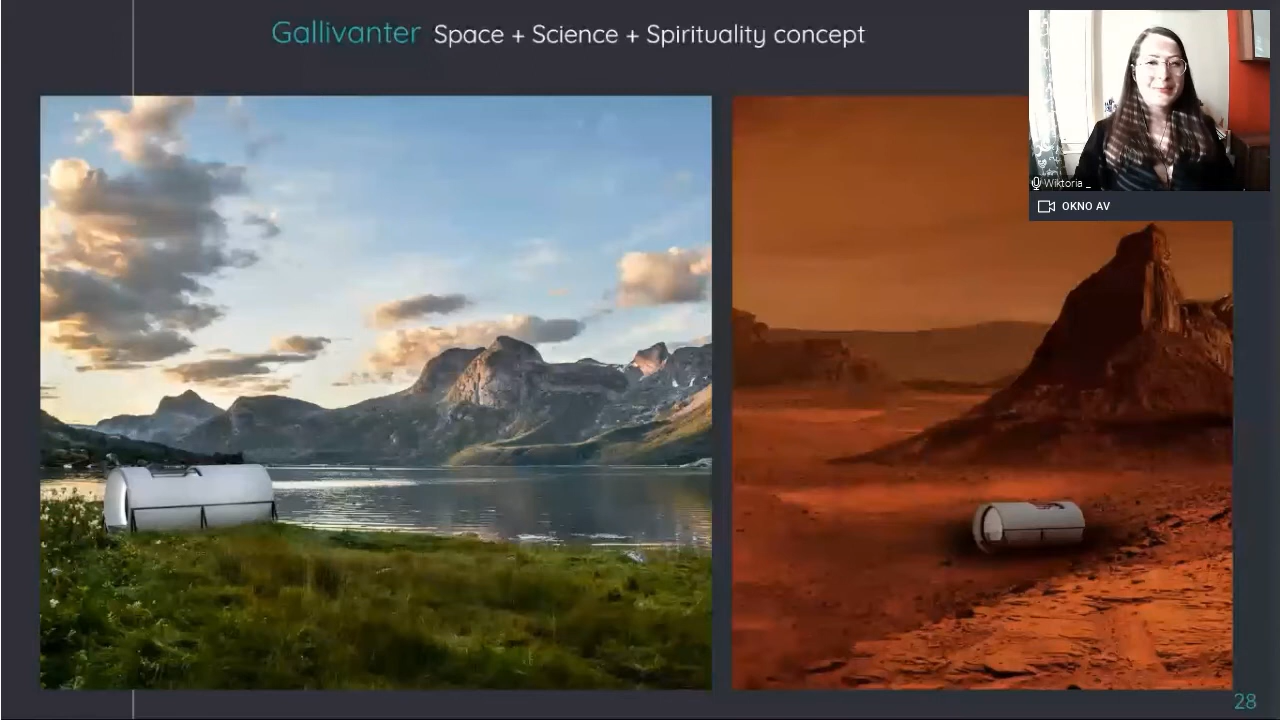 Gallivanter Space + Science + Spirituality concept
Wiktoria _
OKNO AV
28